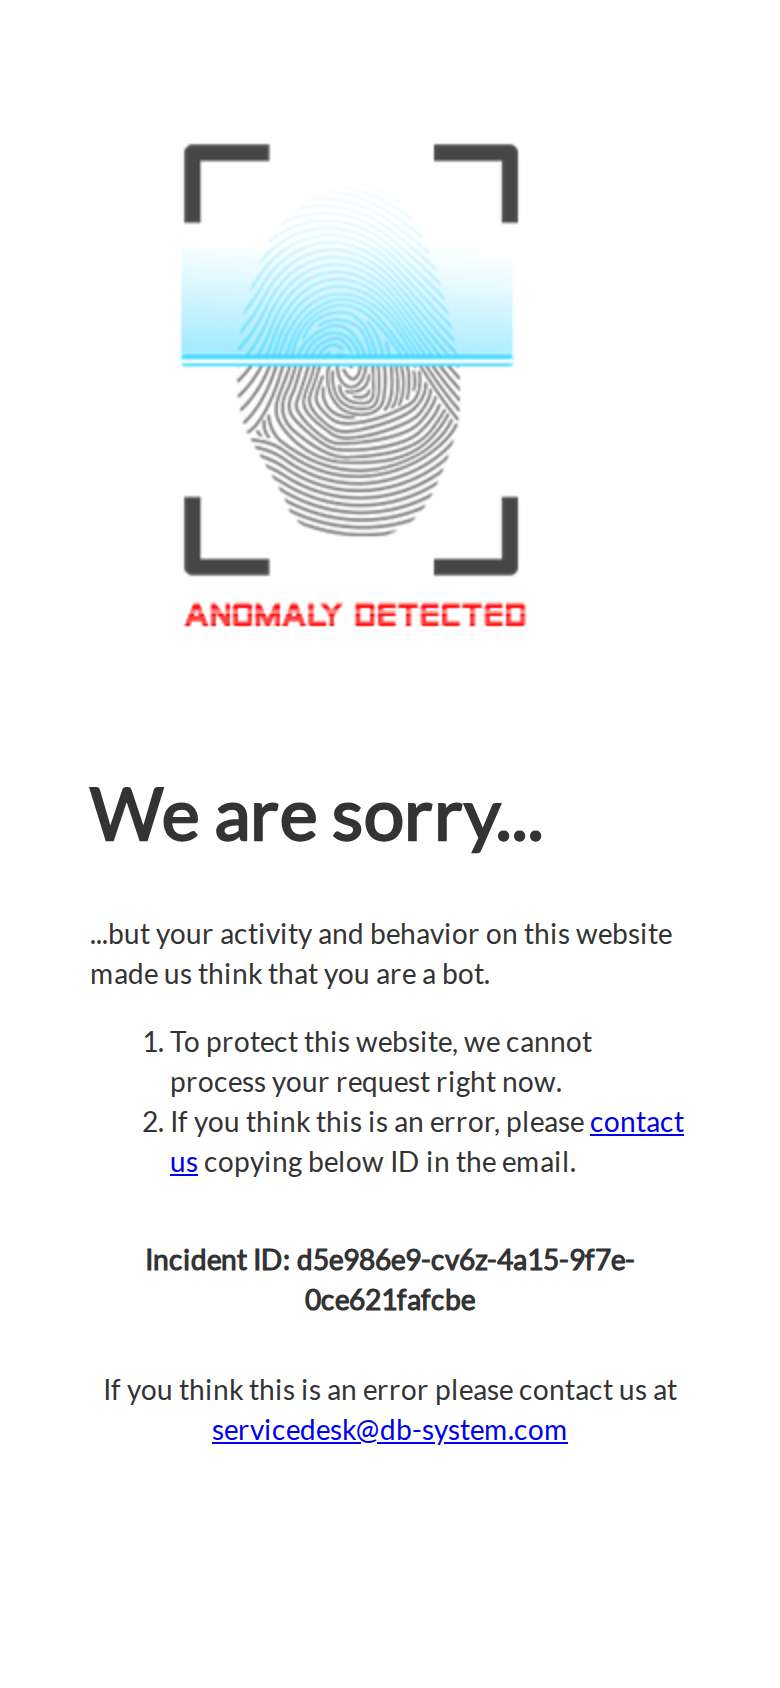 ANOMALY DETECTED
We are sorry...
...but your activity and behavior on this website
made us think that you are a bot.
1. To protect this website, we cannot
process your request right now.
2. If you think this is an error, please contact
us copying below ID in the email.
Incident ID: d5e986e9-cv6z-4a15-9f7e-
0ce621fafcbe
If you think this is an error please contact us at
servicedesk@db-system.com